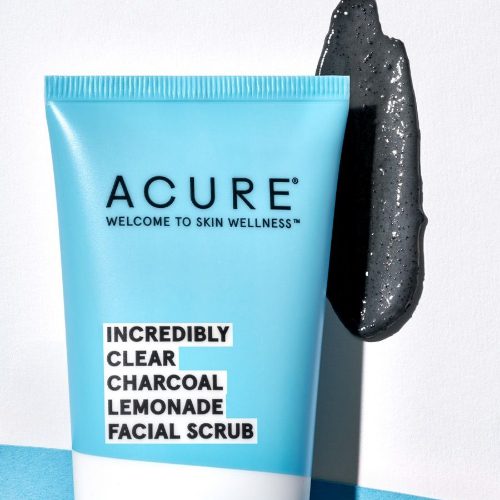 ACURE®
WELCOME TO SKIN WELLNESS™
INCREDIBLY
CLEAR
CHARCOAL
LEMONADE
FACIAL SCRUB